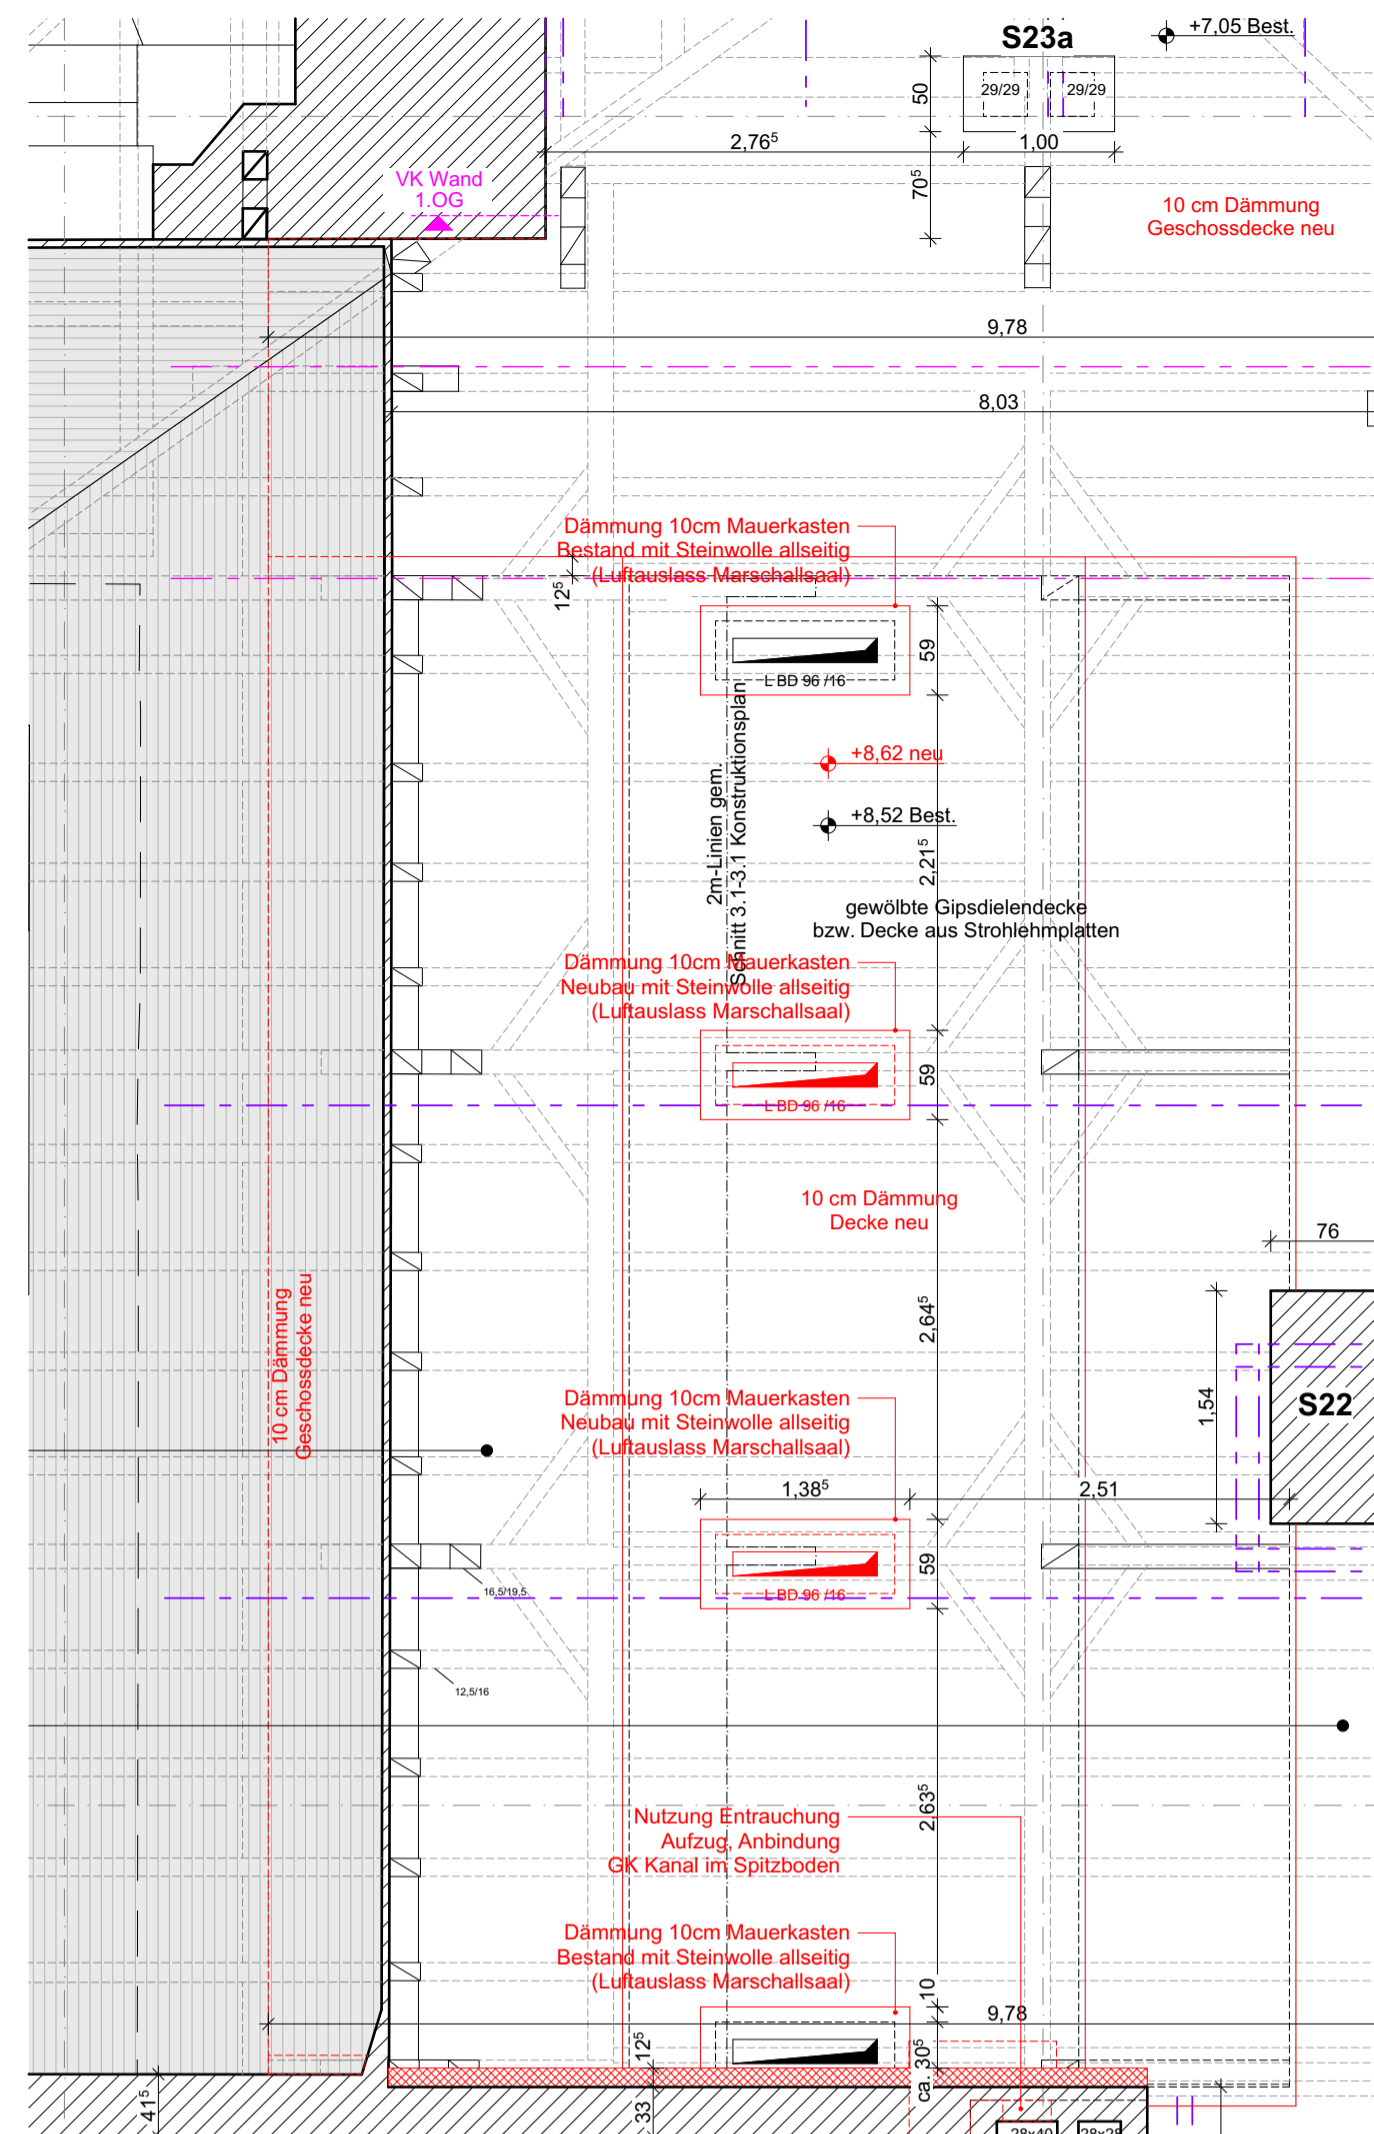 S23a
+7,05 Best.
29/29
29/29
50
2,76⁵
1,00
70⁵
VK Wand
1.OG
10 cm Dämmung
Geschossdecke neu
9,78
8,03
Dämmung 10cm Mauerkasten
Bestand mit Steinwolle allseitig
(Luftauslass Marschallsaal)
12⁵
59
L BD 96 /16
2m-Linien gem.
Schnitt 3.1-3.1 Konstruktionsplan
+8,62 neu
+8,52 Best.
2,21⁵
gewölbte Gipsdielendecke
bzw. Decke aus Strohlehmplatten
Dämmung 10cm Mauerkasten
Neubau mit Steinwolle allseitig
(Luftauslass Marschallsaal)
59
L BD 96 /16
10 cm Dämmung
Decke neu
76
10 cm Dämmung
Geschossdecke neu
2,64⁵
1,54
S22
Dämmung 10cm Mauerkasten
Neubau mit Steinwolle allseitig
(Luftauslass Marschallsaal)
1,38⁵
2,51
59
16,5/19,5
L BD 96 /16
12,5/16
2,63⁵
Nutzung Entrauchung
Aufzug, Anbindung
GK Kanal im Spitzboden
Dämmung 10cm Mauerkasten
Bestand mit Steinwolle allseitig
(Luftauslass Marschallsaal)
10
9,78
12⁵
ca. 30⁵
41⁵
33
28x40